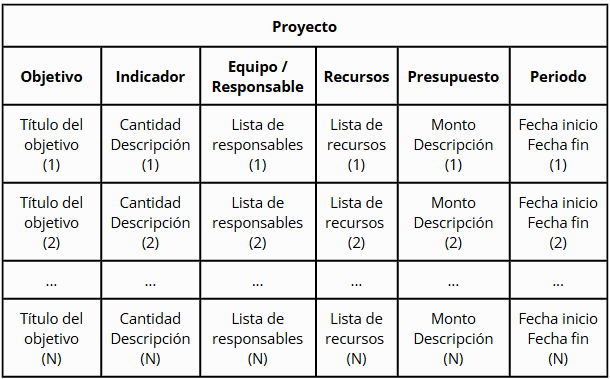 Proyecto
Objetivo Indicador Equipo / Responsable Recursos Presupuesto Periodo
Título del objetivo (1) Cantidad Descripción (1) Lista de responsables (1) Lista de recursos (1) Monto Descripción (1) Fecha inicio Fecha fin (1)
Título del objetivo (2) Cantidad Descripción (2) Lista de responsables (2) Lista de recursos (2) Monto Descripción (2) Fecha inicio Fecha fin (2)
... ... ... ... ... ...
Título del objetivo (N) Cantidad Descripción (N) Lista de responsables (N) Lista de recursos (N) Monto Descripción (N) Fecha inicio Fecha fin (N)